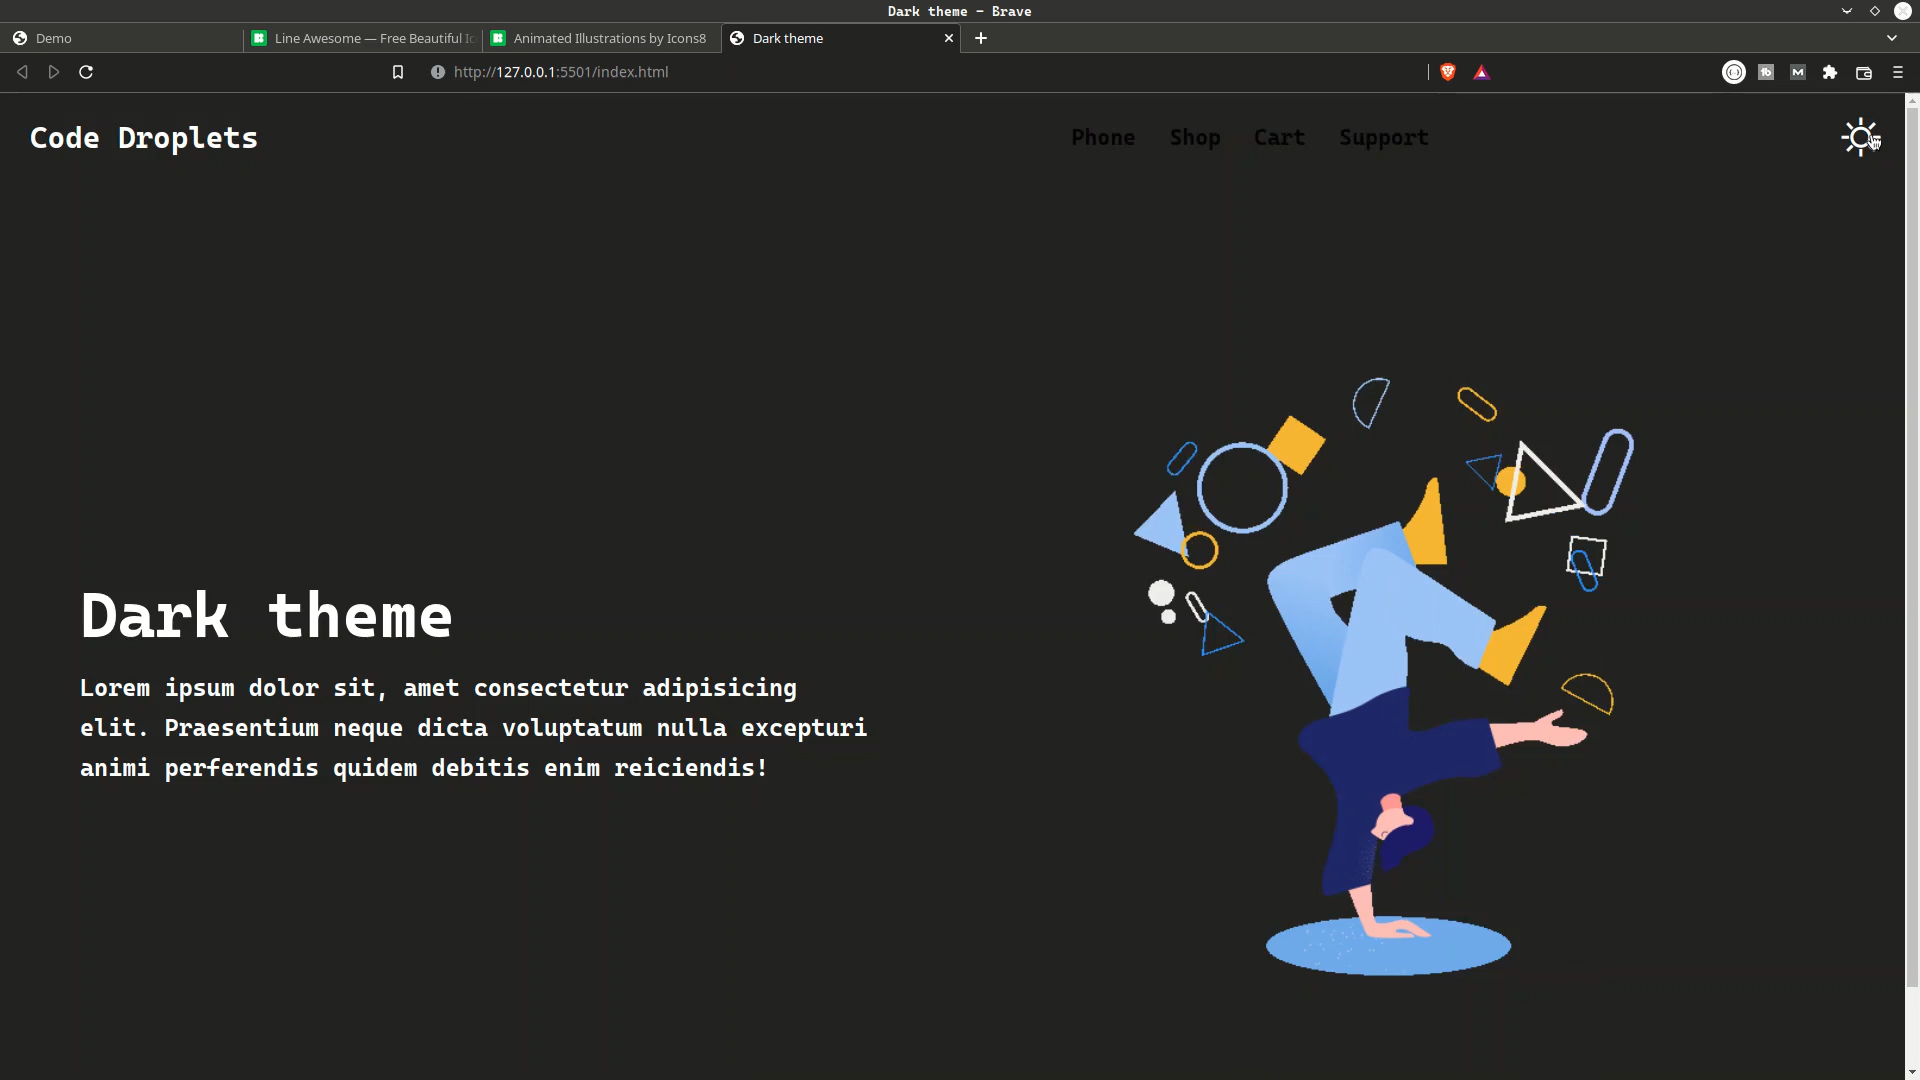 Dark theme — Brave
Demo
Line Awesome — Free Beautiful Ic
Animated Illustrations by Icons8
Dark theme
http://127.0.0.1:5501/index.html
Code Droplets
Phone
Shop
Cart
Support
Dark theme
Lorem ipsum dolor sit, amet consectetur adipisicing
elit. Praesentium neque dicta voluptatum nulla excepturi
animi perferendis quidem debitis enim reiciendis!